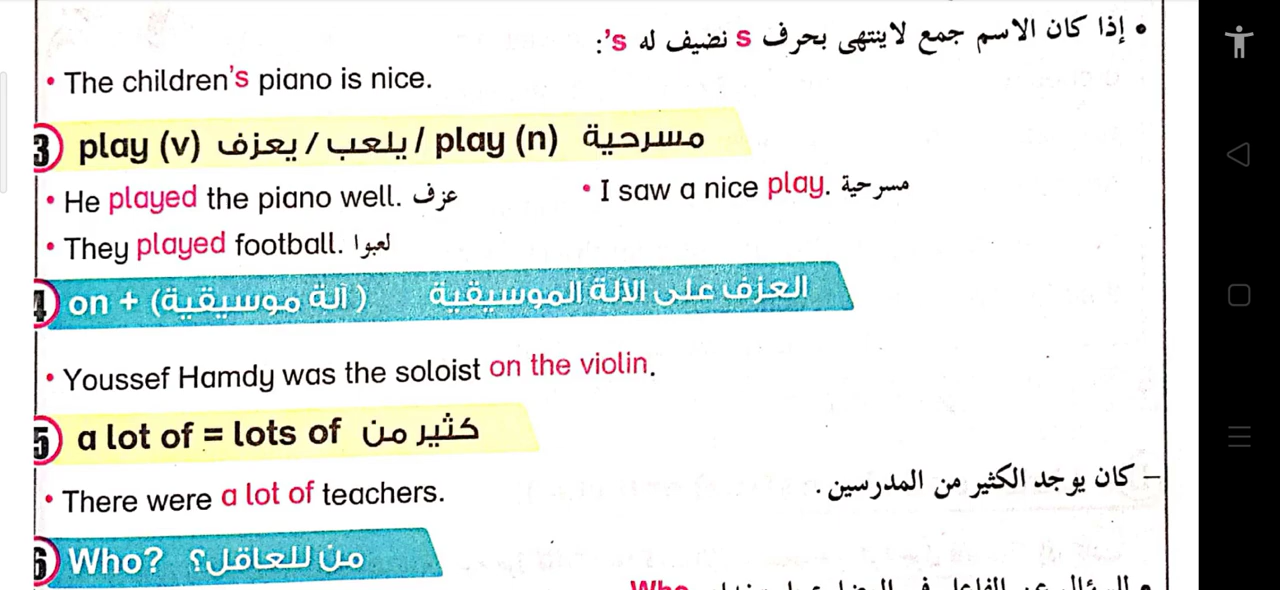 • إذا كان الاسم جمع لاينتهى بحرف s نضيف له s':
• The children's piano is nice.
3 play (v) يلعب / يعزف / play (n) مسرحية
• He played the piano well. عزف • I saw a nice play. مسرحية
• They played football. لعبوا
4 on + (آلة موسيقية) العزف على الآلة الموسيقية
• Youssef Hamdy was the soloist on the violin.
5 a lot of = lots of كثير من
• There were a lot of teachers. – كان يوجد الكثير من المدرسين .
6 Who? من للعاقل؟
Who